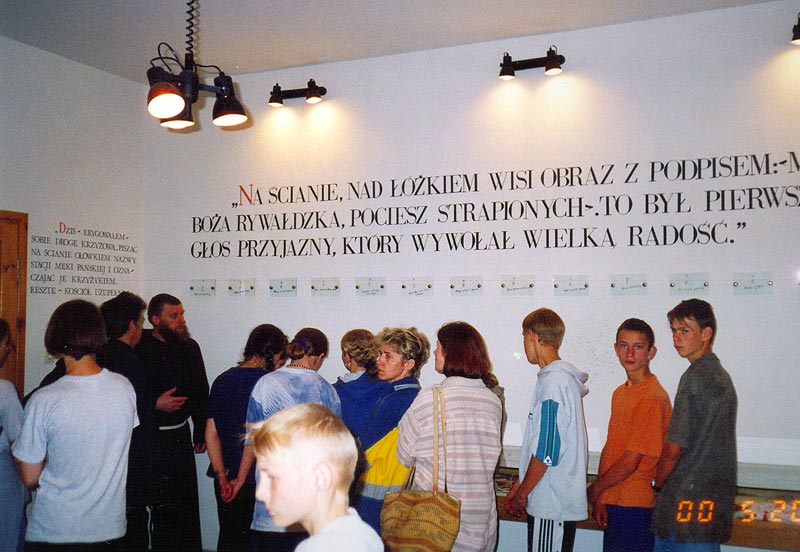 „Dziś - erygowałem-
sobie drogę krzyżową, pisząc
na ścianie ołówkiem nazwy
stacji Męki Pańskiej i ozna-
czając je krzyżykiem.
Resztę - kościół uzupeł
„Na ścianie, nad łóżkiem wisi obraz z podpisem:-M
Boża Rywałdzka, pociesz strapionych-. To był pierwsz
głos przyjazny, który wywołał wielką radość."
00 5.20